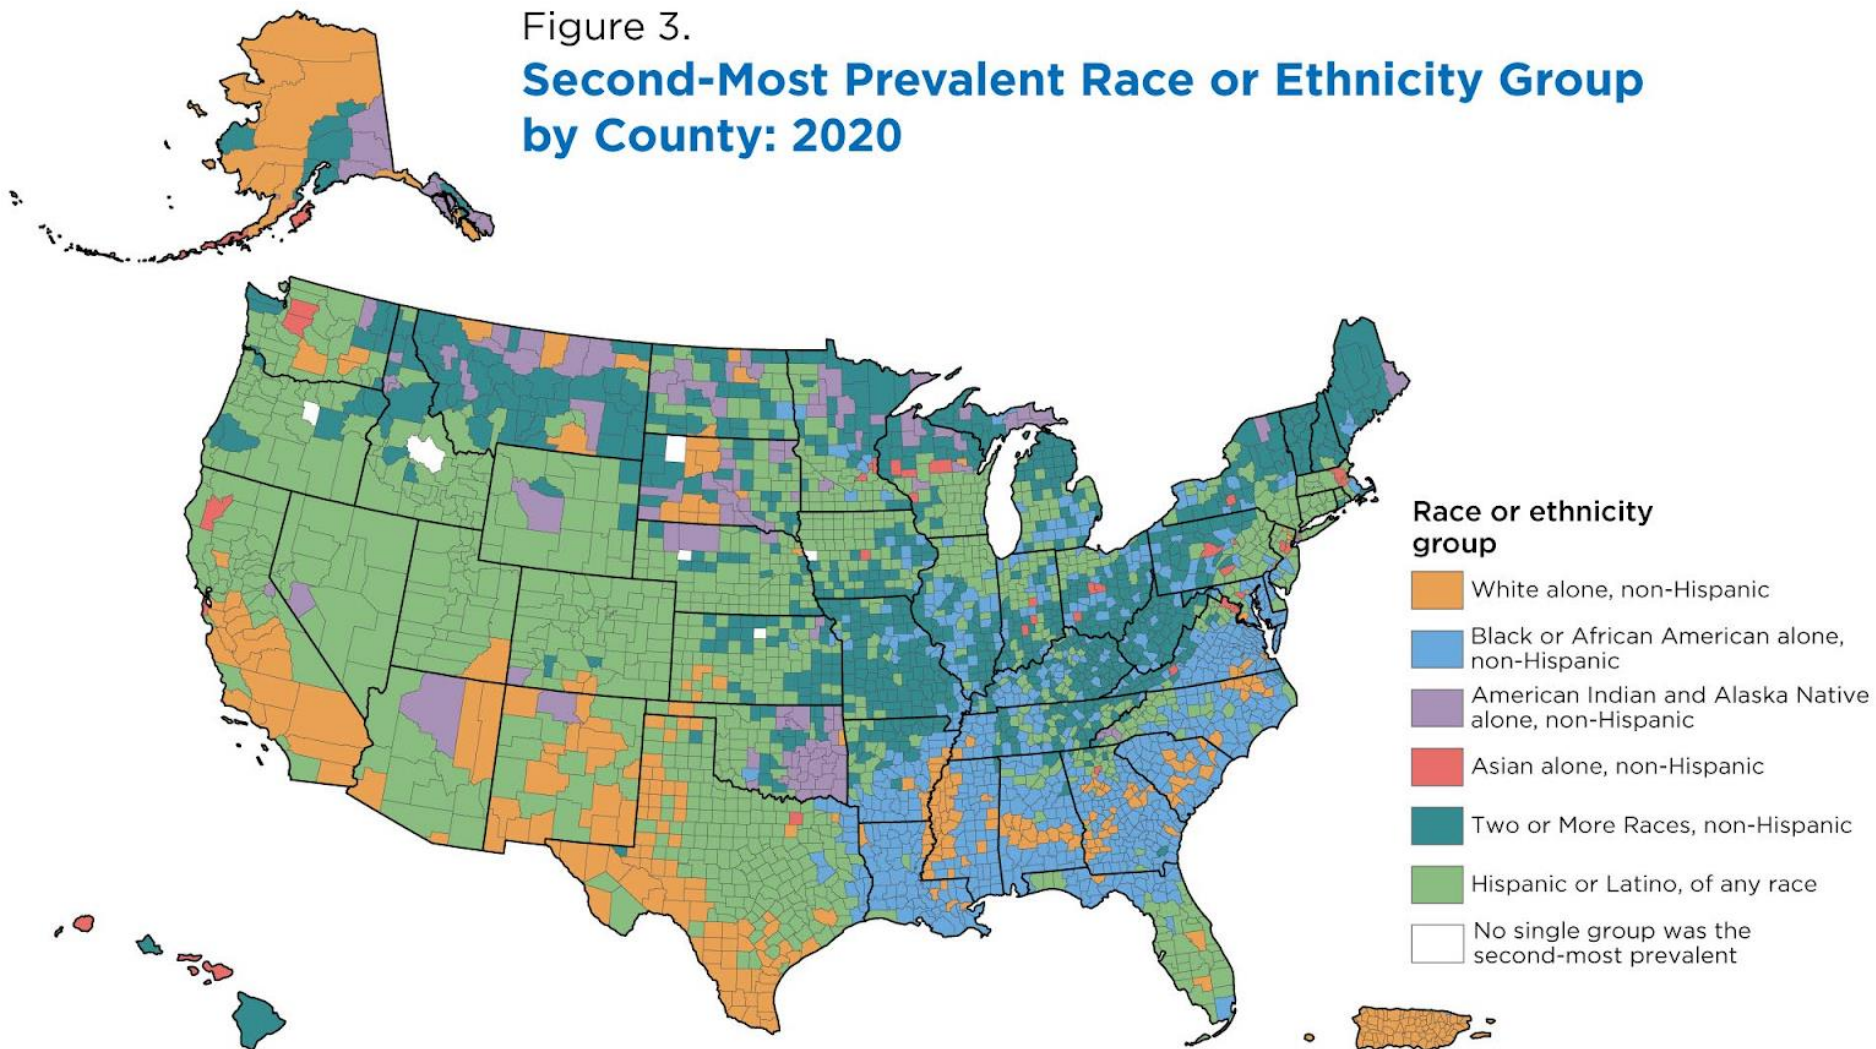 Figure 3.
Second-Most Prevalent Race or Ethnicity Group
by County: 2020
Race or ethnicity
group
White alone, non-Hispanic
Black or African American alone,
non-Hispanic
American Indian and Alaska Native
alone, non-Hispanic
Asian alone, non-Hispanic
Two or More Races, non-Hispanic
Hispanic or Latino, of any race
No single group was the
second-most prevalent